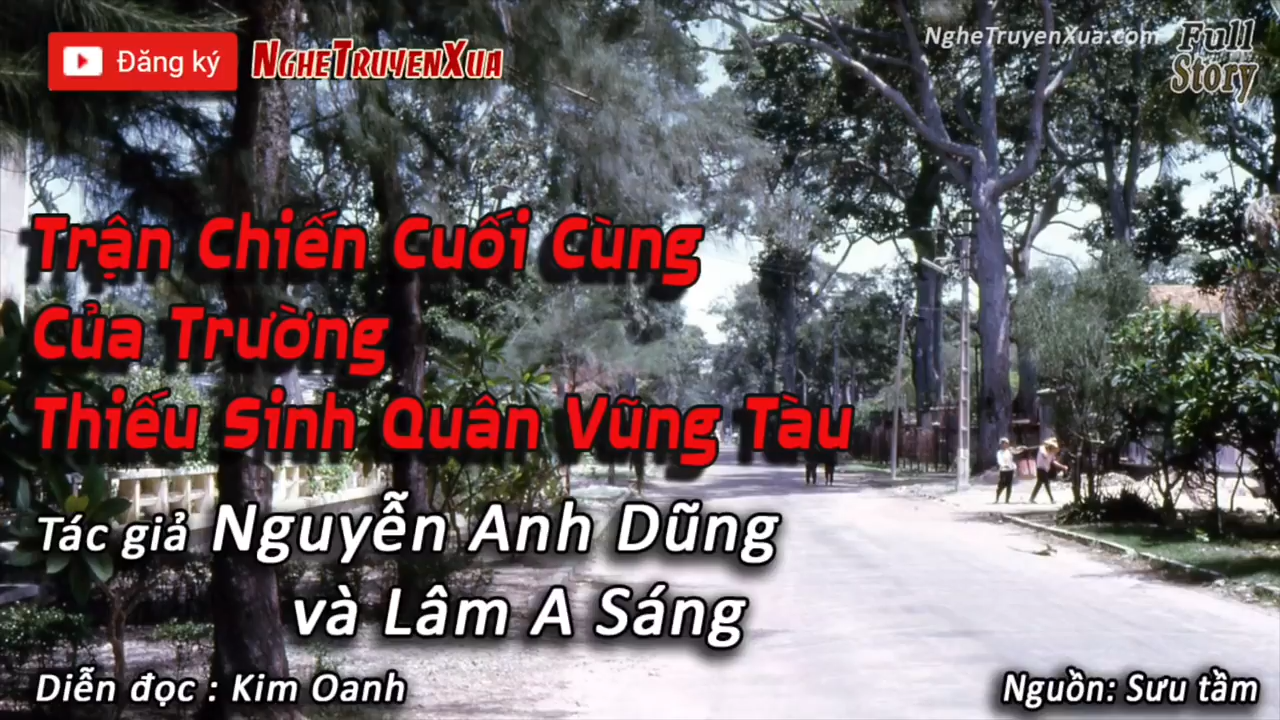 Đăng ký
NgheTruyenXua
NgheTruyenXua.com
Full
Story
Trận Chiến Cuối Cùng
Của Trường
Thiếu Sinh Quân Vũng Tàu
Tác giả Nguyễn Anh Dũng
và Lâm A Sáng
Diễn đọc : Kim Oanh
Nguồn: Sưu tầm